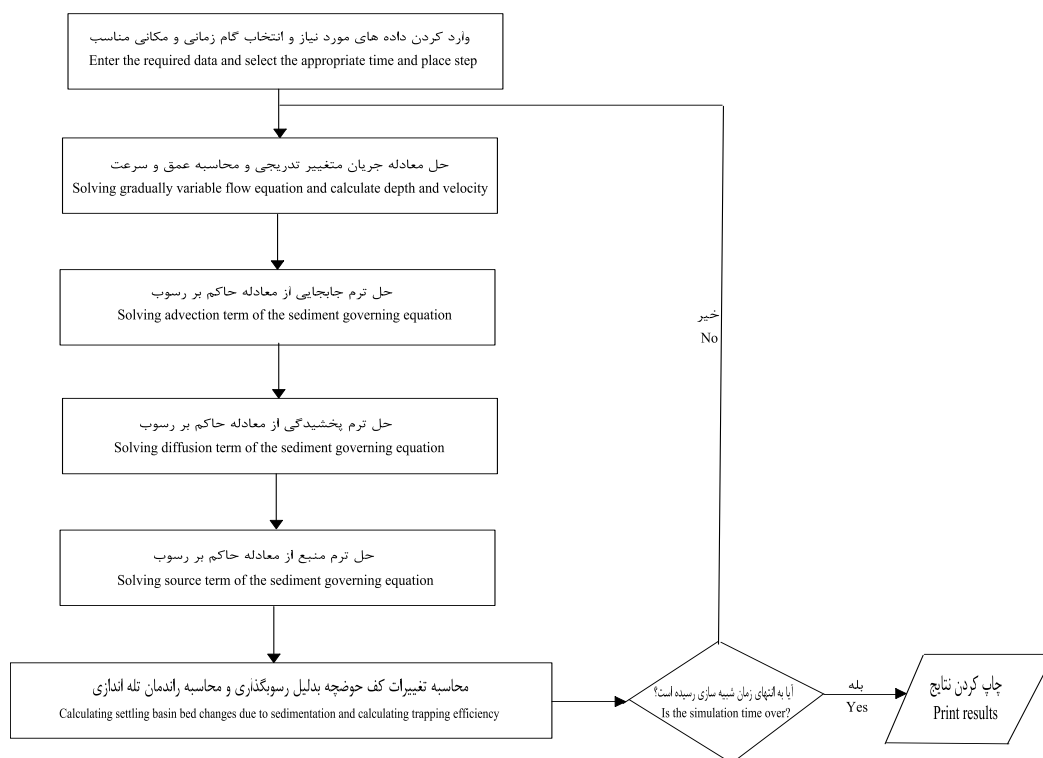 وارد کردن داده های مورد نیاز و انتخاب گام زمانی و مکانی مناسب
Enter the required data and select the appropriate time and place step
حل معادله جریان متغییر تدریجی و محاسبه عمق و سرعت
Solving gradually variable flow equation and calculate depth and velocity
حل ترم جابجایی از معادله حاکم بر رسوب
Solving advection term of the sediment governing equation
حل ترم پخشیدگی از معادله حاکم بر رسوب
Solving diffusion term of the sediment governing equation
حل ترم منبع از معادله حاکم بر رسوب
Solving source term of the sediment governing equation
محاسبه تغییرات کف حوضچه بدلیل رسوبگذاری و محاسبه راندمان تله اندازی
Calculating settling basin bed changes due to sedimentation and calculating trapping efficiency
آیا به انتهای زمان شبیه سازی رسیده است؟
Is the simulation time over?
خیر
No
بله
Yes
چاپ کردن نتایج
Print results